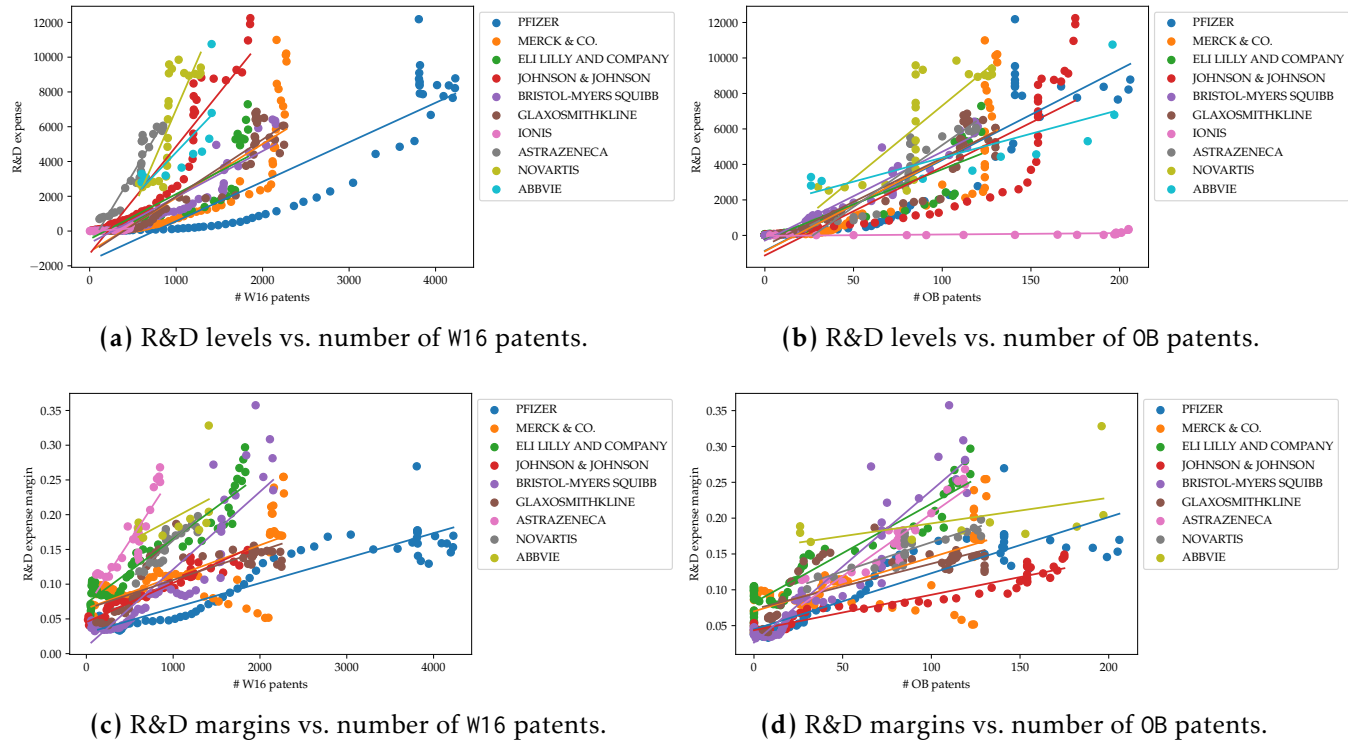 12000
10000
8000
6000
4000
2000
0
−2000
R&D expense
0 1000 2000 3000 4000
# W16 patents
PFIZER
MERCK & CO.
ELI LILLY AND COMPANY
JOHNSON & JOHNSON
BRISTOL-MYERS SQUIBB
GLAXOSMITHKLINE
IONIS
ASTRAZENECA
NOVARTIS
ABBVIE
(a) R&D levels vs. number of W16 patents.
12000
10000
8000
6000
4000
2000
0
R&D expense
0 50 100 150 200
# OB patents
PFIZER
MERCK & CO.
ELI LILLY AND COMPANY
JOHNSON & JOHNSON
BRISTOL-MYERS SQUIBB
GLAXOSMITHKLINE
IONIS
ASTRAZENECA
NOVARTIS
ABBVIE
(b) R&D levels vs. number of OB patents.
0.35
0.30
0.25
0.20
0.15
0.10
0.05
0.00
R&D expense margin
0 1000 2000 3000 4000
# W16 patents
PFIZER
MERCK & CO.
ELI LILLY AND COMPANY
JOHNSON & JOHNSON
BRISTOL-MYERS SQUIBB
GLAXOSMITHKLINE
ASTRAZENECA
NOVARTIS
ABBVIE
(c) R&D margins vs. number of W16 patents.
0.35
0.30
0.25
0.20
0.15
0.10
0.05
R&D expense margin
0 50 100 150 200
# OB patents
PFIZER
MERCK & CO.
ELI LILLY AND COMPANY
JOHNSON & JOHNSON
BRISTOL-MYERS SQUIBB
GLAXOSMITHKLINE
ASTRAZENECA
NOVARTIS
ABBVIE
(d) R&D margins vs. number of OB patents.